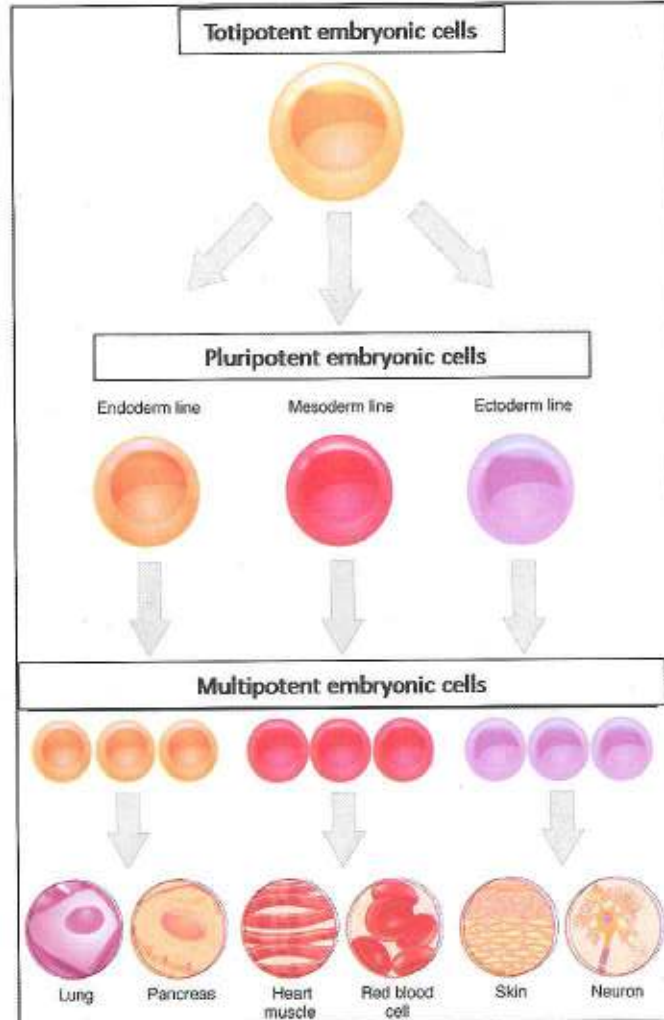 Totipotent embryonic cells
Pluripotent embryonic cells
Endoderm line
Mesoderm line
Ectoderm line
Multipotent embryonic cells
Lung
Pancreas
Heart
muscle
Red blood
cell
Skin
Neuron